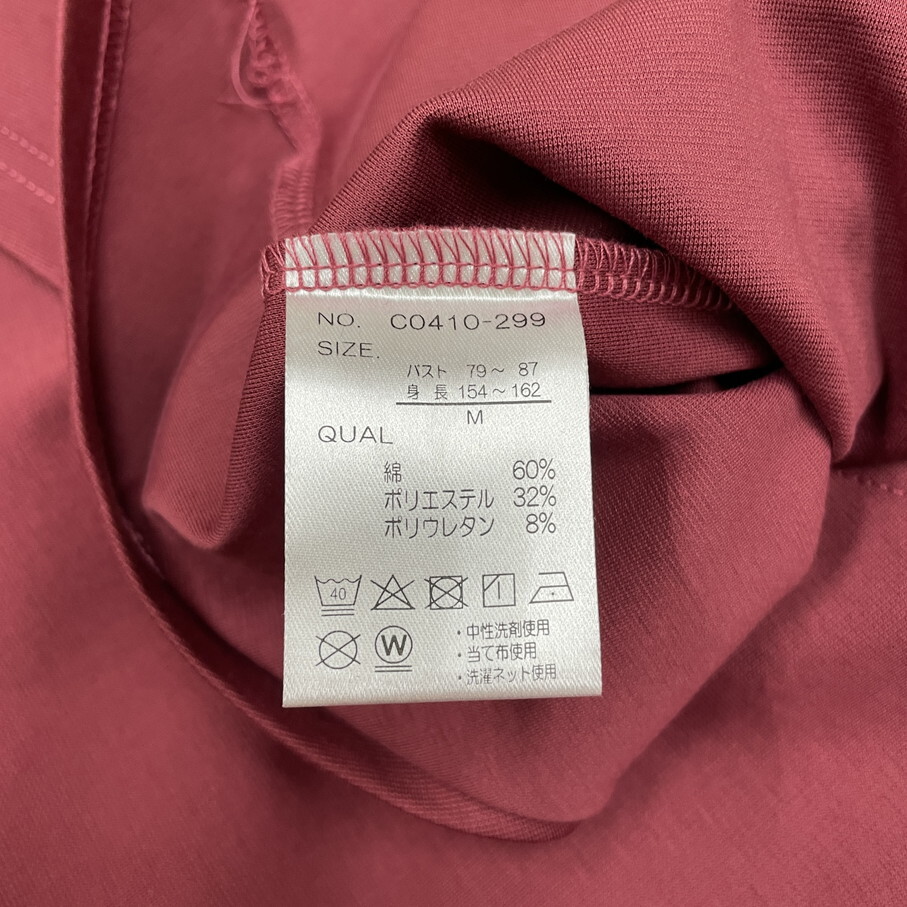 NO. C0410-299
SIZE.
バスト 79～ 87
身 長 154～162
M
QUAL
綿 60%
ポリエステル 32%
ポリウレタン 8%
40
W
・中性洗剤使用
・当て布使用
・洗濯ネット使用